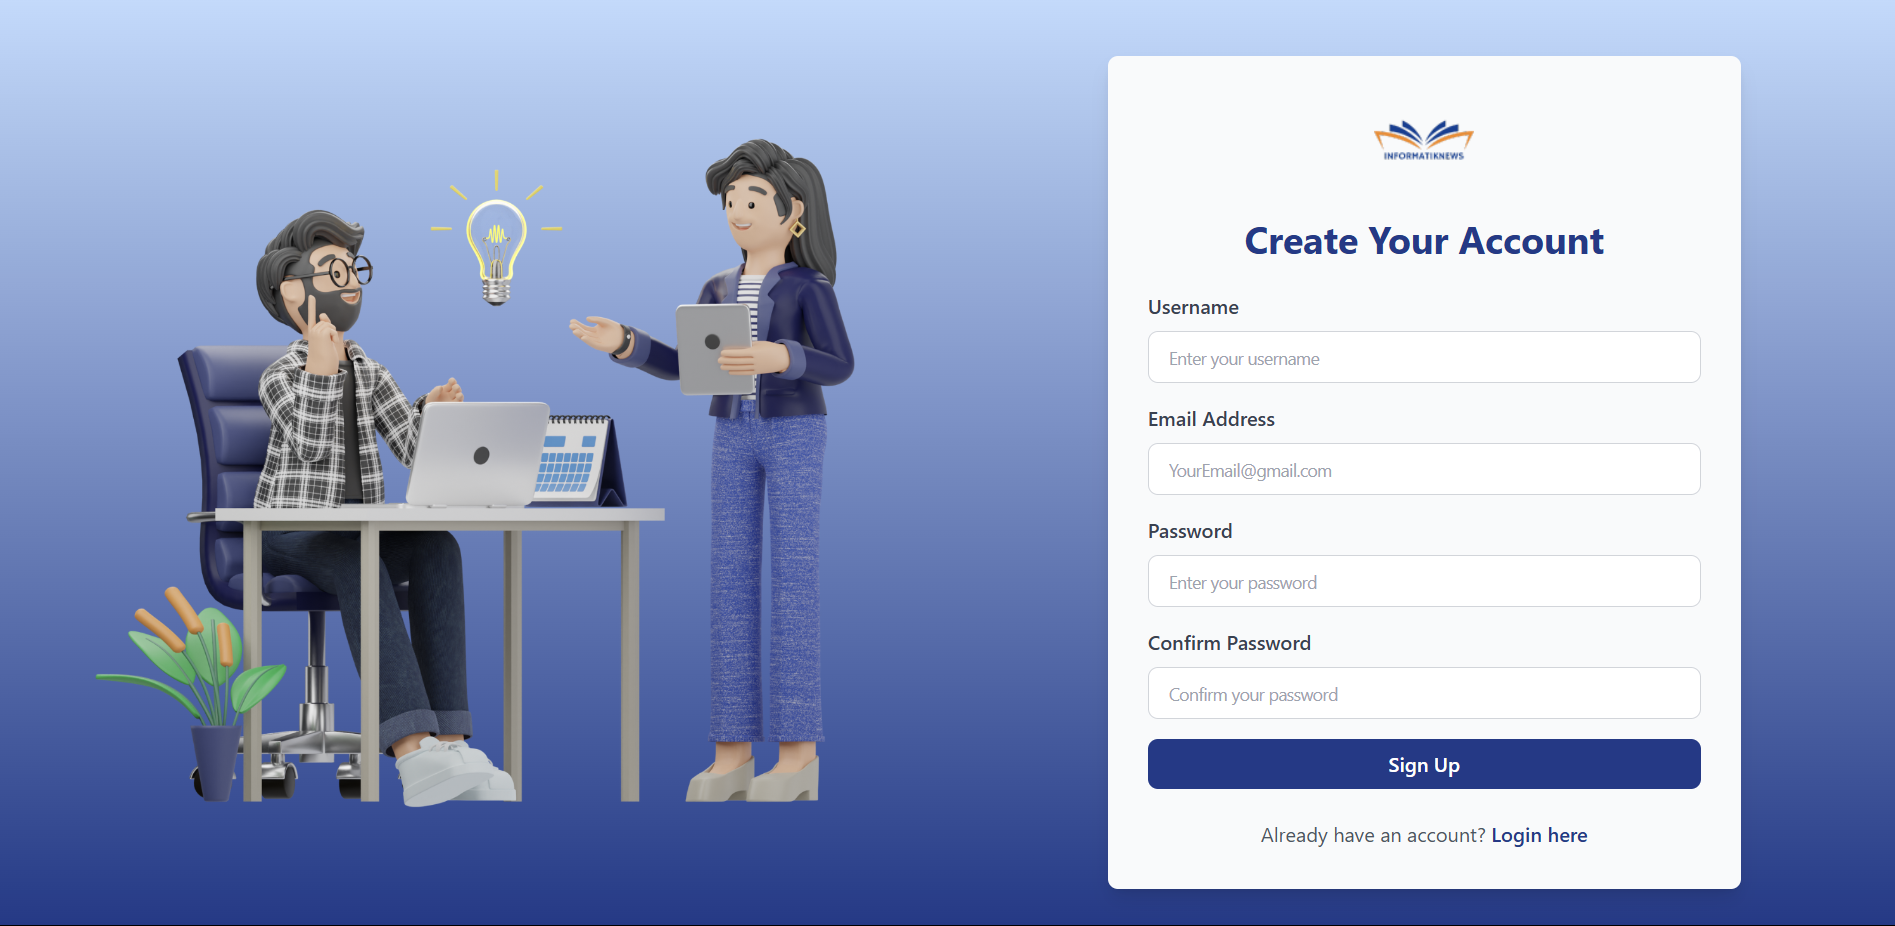 INFORMATIKNEWS
Create Your Account
Username
Enter your username
Email Address
YourEmail@gmail.com
Password
Enter your password
Confirm Password
Confirm your password
Sign Up
Already have an account? Login here